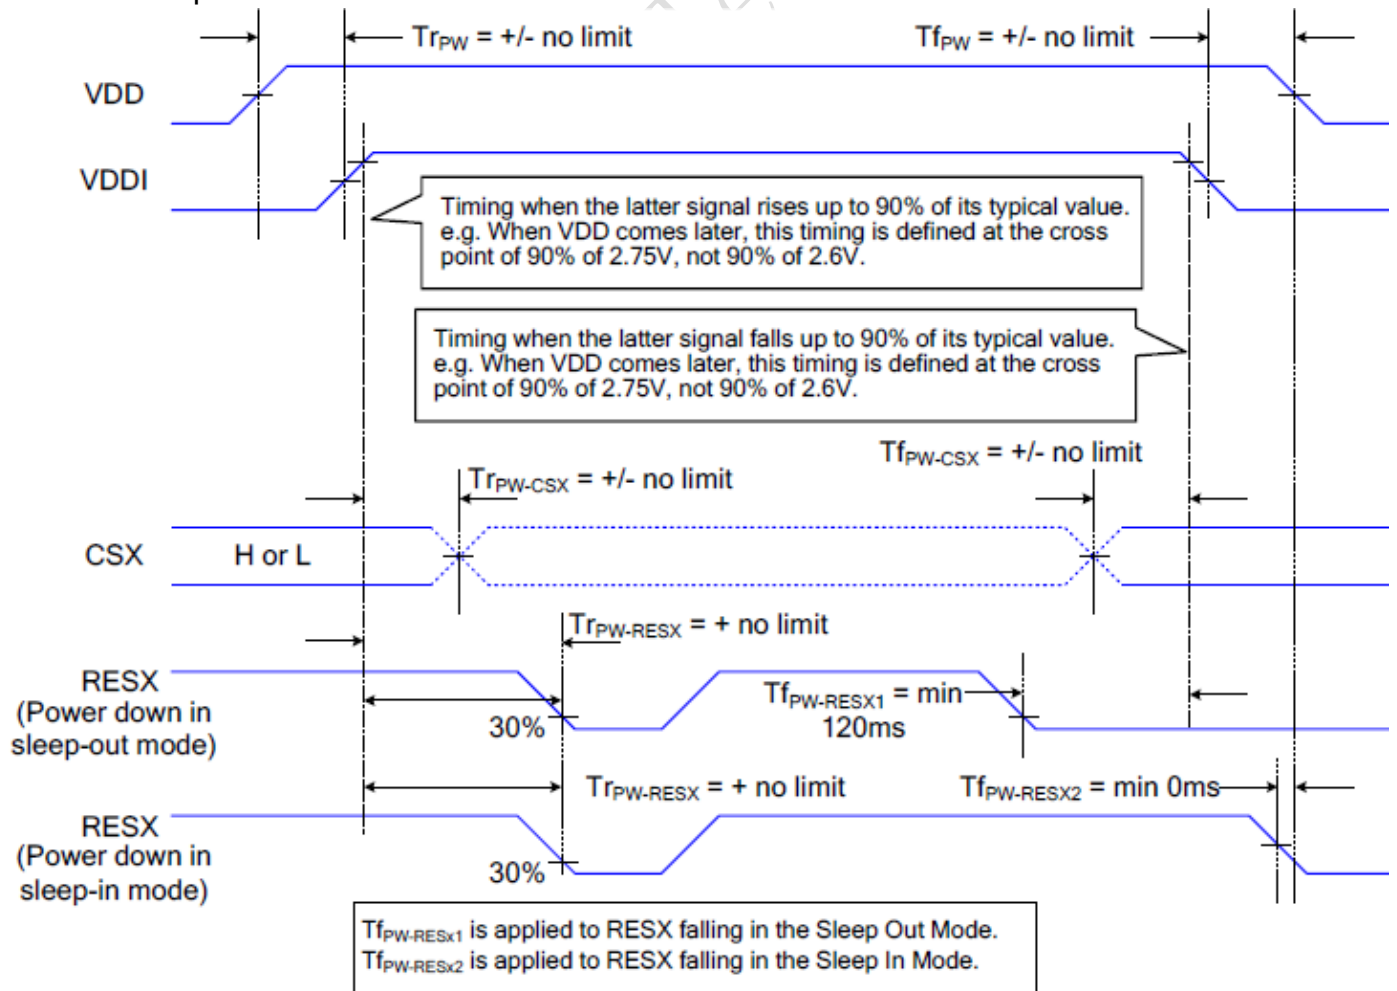 TrPW = +/- no limit
TfPW = +/- no limit
VDD
VDDI
Timing when the latter signal rises up to 90% of its typical value.
e.g. When VDD comes later, this timing is defined at the cross
point of 90% of 2.75V, not 90% of 2.6V.
Timing when the latter signal falls up to 90% of its typical value.
e.g. When VDD comes later, this timing is defined at the cross
point of 90% of 2.75V, not 90% of 2.6V.
TfPW-CSX = +/- no limit
TrPW-CSX = +/- no limit
CSX
H or L
TrPW-RESX = + no limit
RESX
(Power down in
sleep-out mode)
30%
TfPW-RESX1 = min
120ms
TrPW-RESX = + no limit
TfPW-RESX2 = min 0ms
RESX
(Power down in
sleep-in mode)
30%
TfPW-RESx1 is applied to RESX falling in the Sleep Out Mode.
TfPW-RESx2 is applied to RESX falling in the Sleep In Mode.